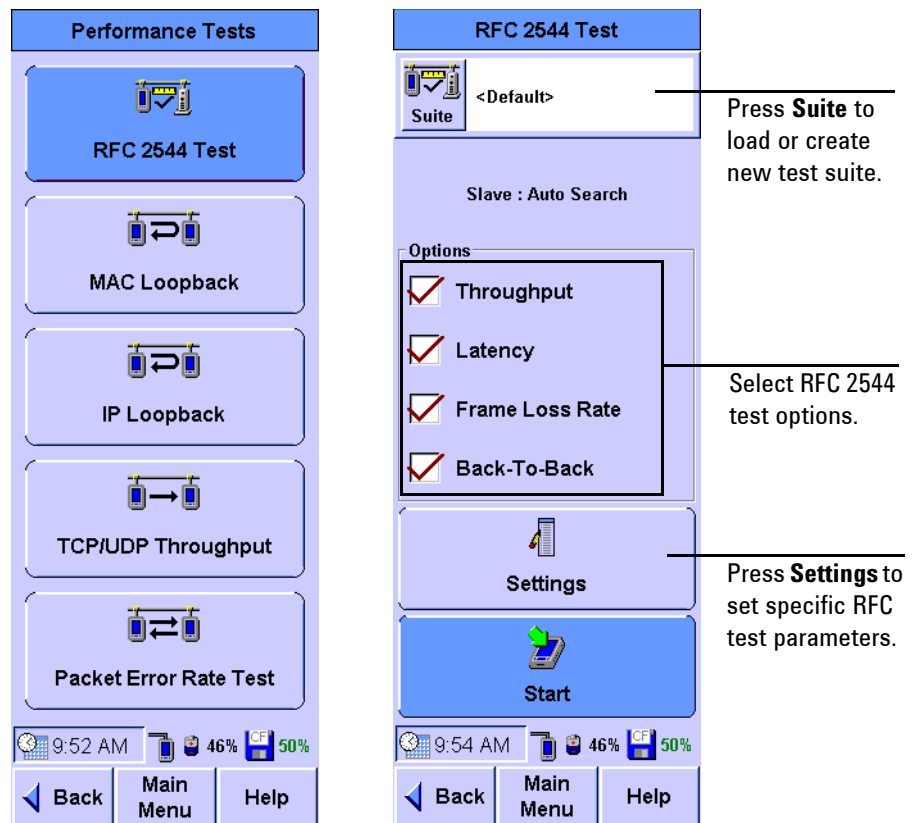 Performance Tests
RFC 2544 Test
MAC Loopback
IP Loopback
TCP/UDP Throughput
Packet Error Rate Test
9:52 AM 46% CF 50%
Back
Main
Menu
Help
RFC 2544 Test
Suite
<Default>
Slave : Auto Search
Options
Throughput
Latency
Frame Loss Rate
Back-To-Back
Settings
Start
9:54 AM 46% CF 50%
Back
Main
Menu
Help
Press Suite to
load or create
new test suite.
Select RFC 2544
test options.
Press Settings to
set specific RFC
test parameters.